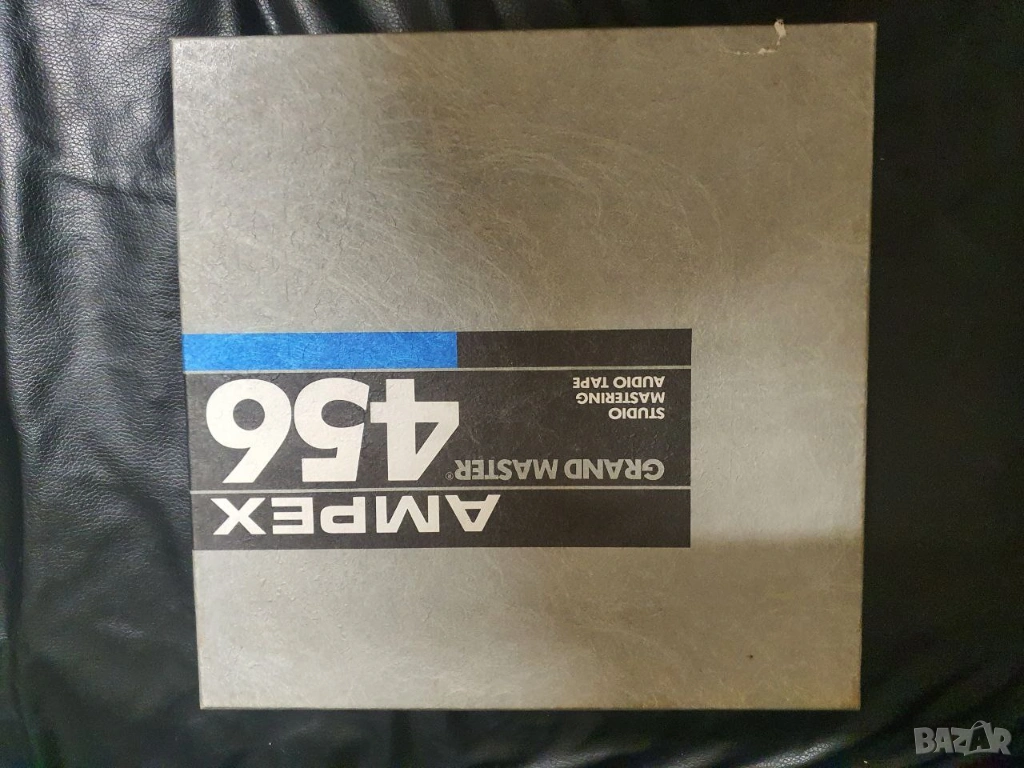 AMPEX
GRAND MASTER® 456
STUDIO
MASTERING
AUDIO TAPE
BAZAR